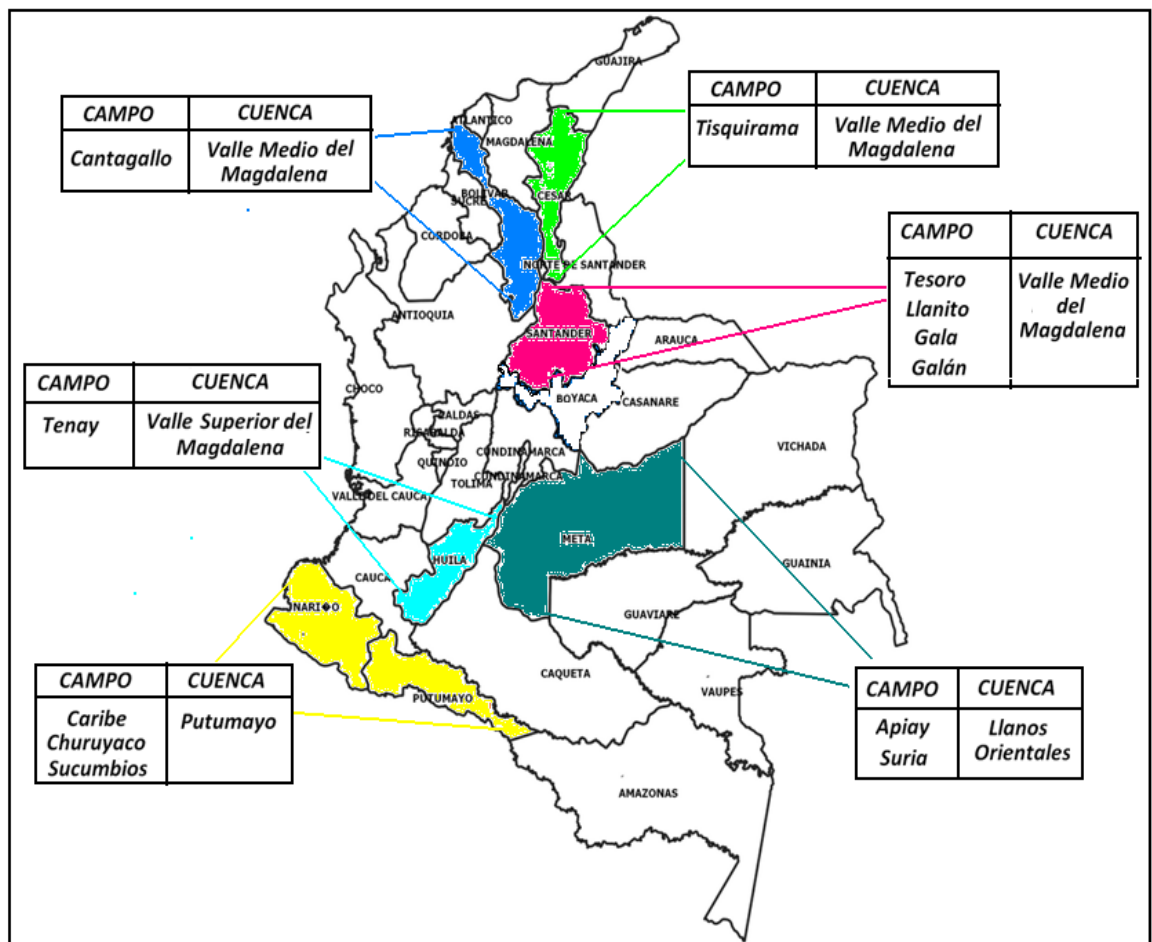 GUAJIRA
CAMPO CUENCA
Tisquirama Valle Medio del
Magdalena
CAMPO CUENCA
Cantagallo Valle Medio del
Magdalena
ATLANTICO
MAGDALENA
BOLIVAR
SUCRE
CESAR
CORDOBA
NORTE DE SANTANDER
CAMPO CUENCA
Tesoro Valle Medio
Llanito del
Gala Magdalena
Galán
ANTIOQUIA
SANTANDER
ARAUCA
CAMPO CUENCA
Tenay Valle Superior del
Magdalena
CHOCO
BOYACA
CASANARE
CALDAS
RISARALDA
CUNDINAMARCA
VICHADA
QUINDIO
CUNDINAMARCA
TOLIMA
VALLE DEL CAUCA
META
HUILA
GUAINIA
CAUCA
NARI�O
GUAVIARE
CAQUETA
VAUPES
PUTUMAYO
CAMPO CUENCA
Caribe Putumayo
Churuyaco
Sucumbios
CAMPO CUENCA
Apiay Llanos
Suria Orientales
AMAZONAS